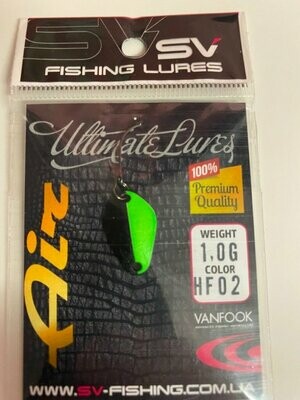 SV SV
FISHING LURES
Ultimate Lures
100%
Premium
Quality
Air
WEIGHT
1,0G
COLOR
HF02
VANFOOK
WWW.SV-FISHING.COM.UA